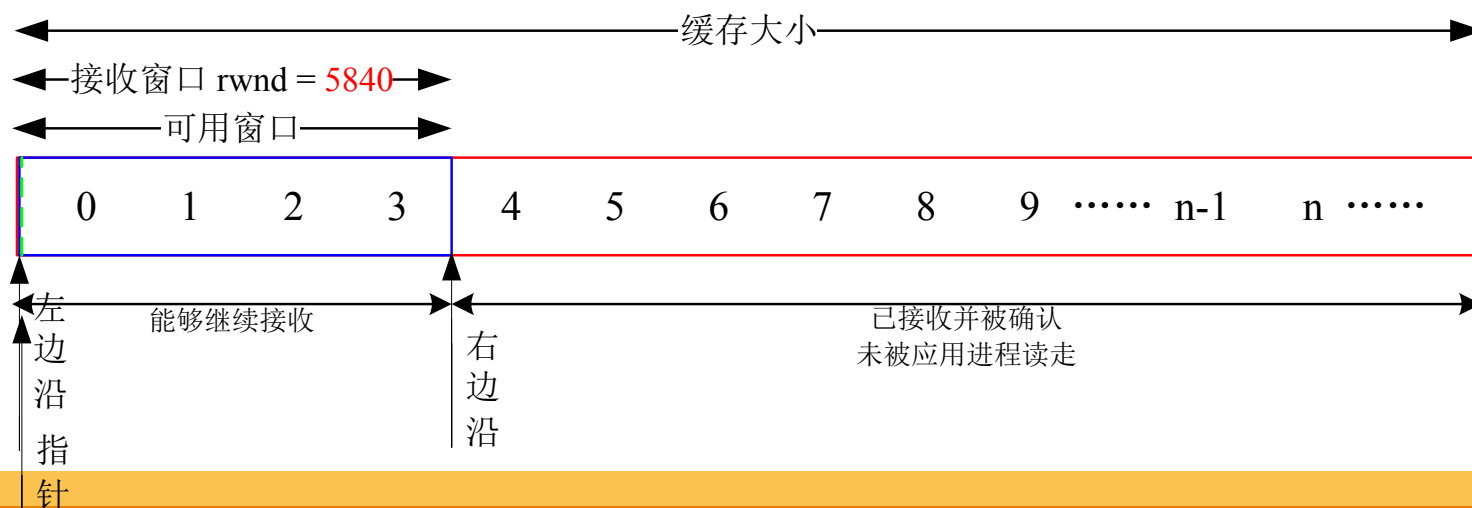 缓存大小
接收窗口 rwnd = 5840
可用窗口
0 1 2 3 4 5 6 7 8 9 …… n-1 n ……
能够继续接收
已接收并被确认
未被应用进程读走
左边沿
指针
右边沿